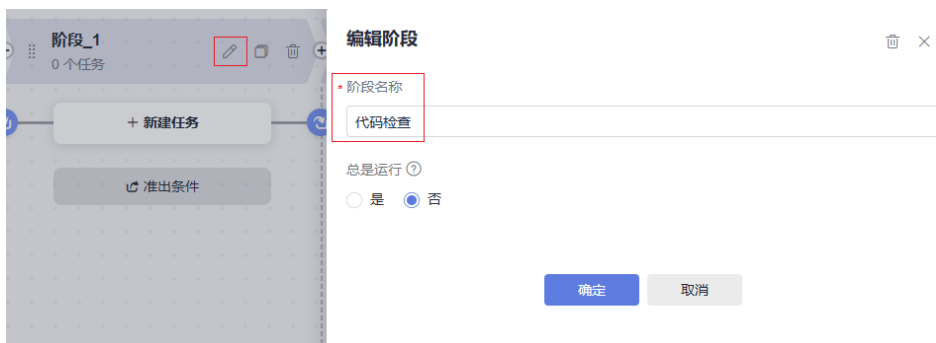 阶段_1
0 个任务
+ 新建任务
准出条件
编辑阶段
* 阶段名称
代码检查
总是运行 ?
是 否
确定 取消